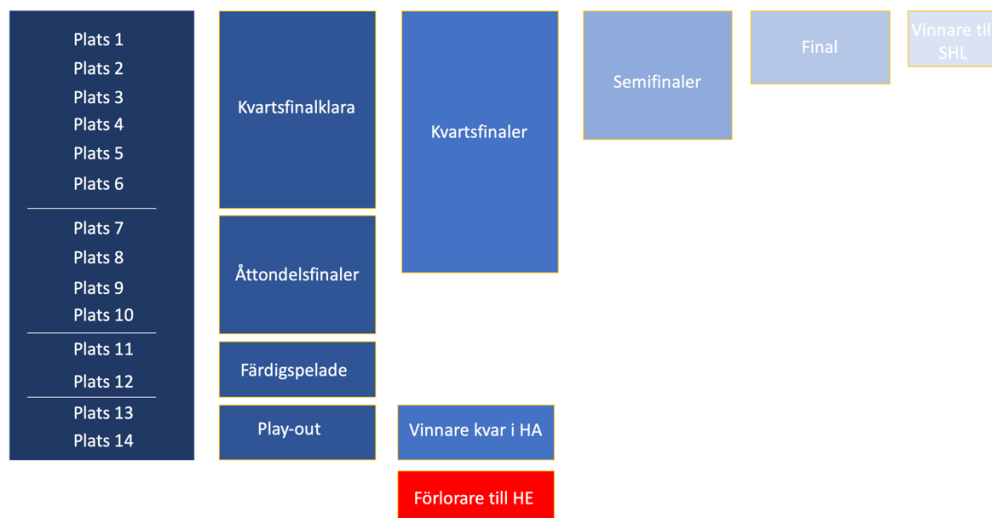 Plats 1
Plats 2
Plats 3
Plats 4
Plats 5
Plats 6
Plats 7
Plats 8
Plats 9
Plats 10
Plats 11
Plats 12
Plats 13
Plats 14
Kvartsfinalklara
Åttondelsfinaler
Färdigspelade
Play-out
Kvartsfinaler
Vinnare kvar i HA
Förlorare till HE
Semifinaler
Final
Vinnare till
SHL